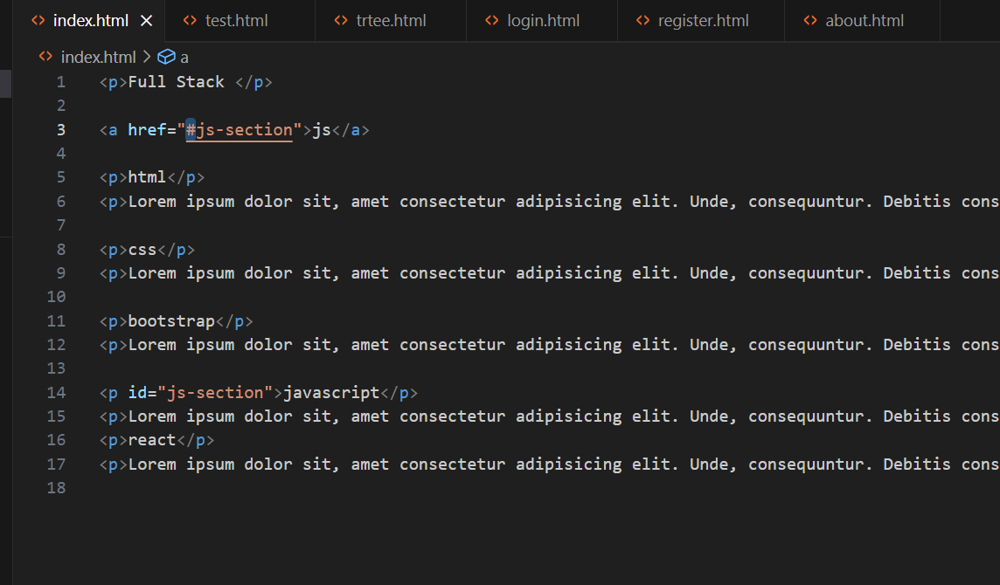 index.html test.html trtee.html login.html register.html about.html
index.html > a
1 <p>Full Stack </p>
2
3 <a href="#js-section">js</a>
4
5 <p>html</p>
6 <p>Lorem ipsum dolor sit, amet consectetur adipisicing elit. Unde, consequuntur. Debitis cons
7
8 <p>css</p>
9 <p>Lorem ipsum dolor sit, amet consectetur adipisicing elit. Unde, consequuntur. Debitis cons
10
11 <p>bootstrap</p>
12 <p>Lorem ipsum dolor sit, amet consectetur adipisicing elit. Unde, consequuntur. Debitis cons
13
14 <p id="js-section">javascript</p>
15 <p>Lorem ipsum dolor sit, amet consectetur adipisicing elit. Unde, consequuntur. Debitis cons
16 <p>react</p>
17 <p>Lorem ipsum dolor sit, amet consectetur adipisicing elit. Unde, consequuntur. Debitis cons
18